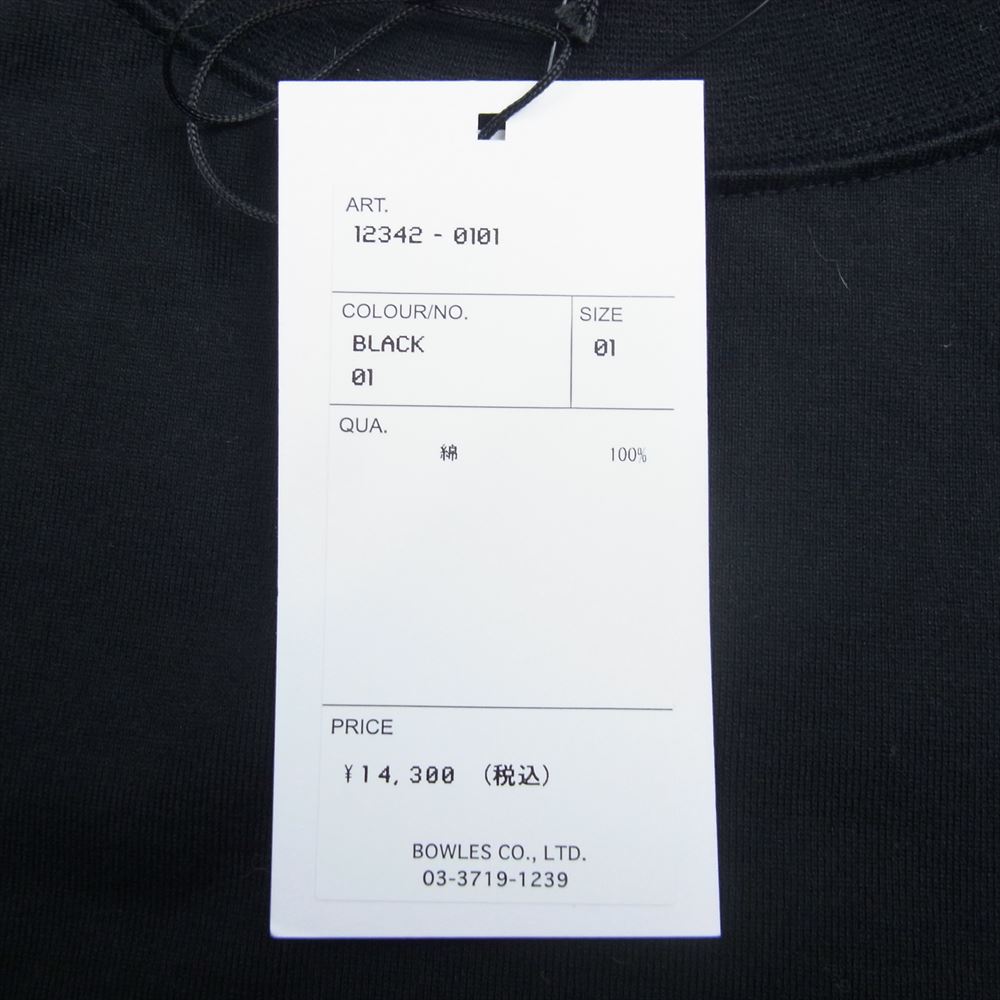 ART.
12342 - 0101
COLOUR/NO.
BLACK
01
SIZE
01
QUA.
綿 100%
PRICE
¥14,300 (税込)
BOWLES CO., LTD.
03-3719-1239